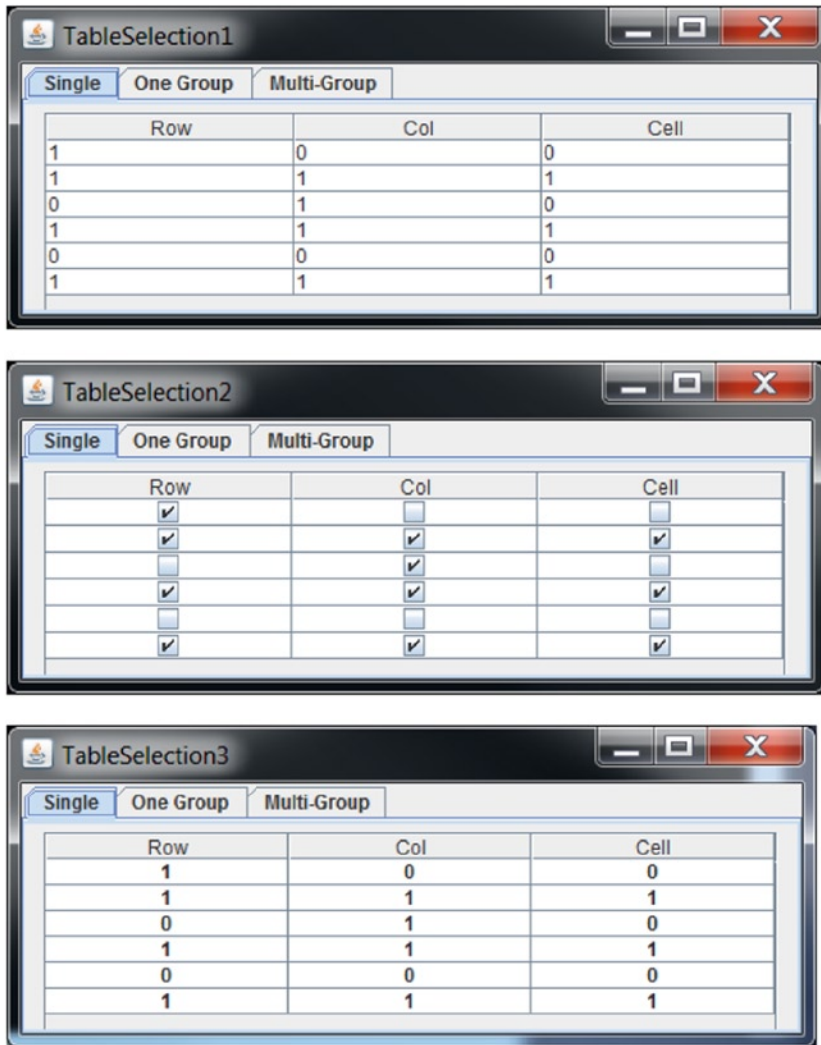 TableSelection1
Single One Group Multi-Group
Row Col Cell
1 0 0
1 1 1
0 1 0
1 1 1
0 0 0
1 1 1
TableSelection2
Single One Group Multi-Group
Row Col Cell
TableSelection3
Single One Group Multi-Group
Row Col Cell
1 0 0
1 1 1
0 1 0
1 1 1
0 0 0
1 1 1